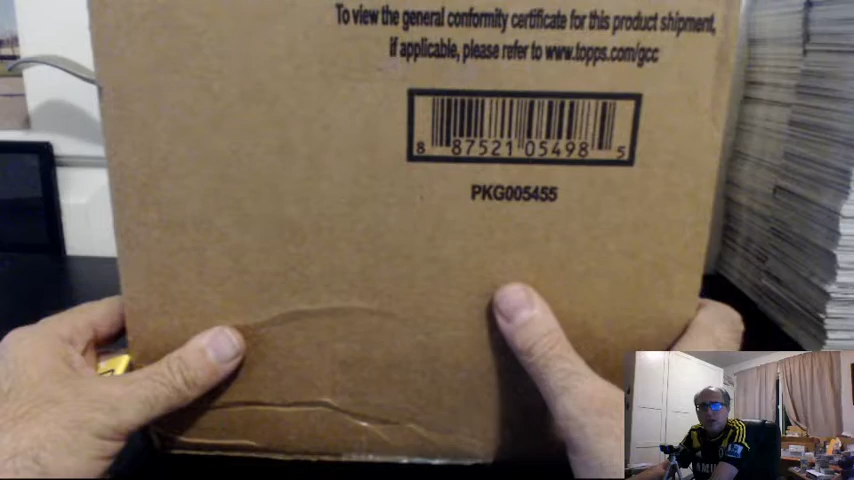 To view the general conformity certificate for this product shipment,
if applicable, please refer to www.topps.com/gcc
8 87521 05498 5
PKG005455